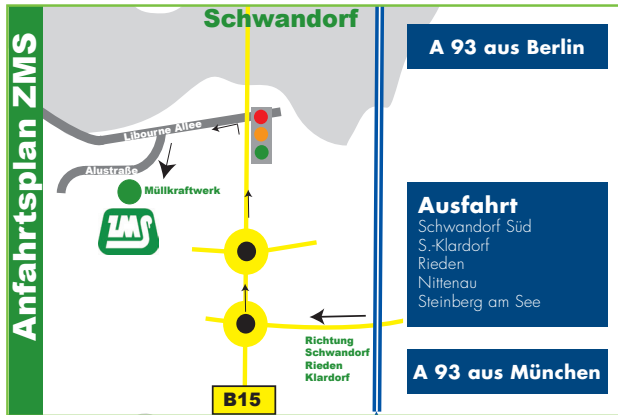 Anfahrtsplan ZMS
Schwandorf
A 93 aus Berlin
Libourne Allee
Alustraße
Müllkraftwerk
ZMS
Ausfahrt
Schwandorf Süd
S.-Klardorf
Rieden
Nittenau
Steinberg am See
Richtung
Schwandorf
Rieden
Klardorf
A 93 aus München
B15